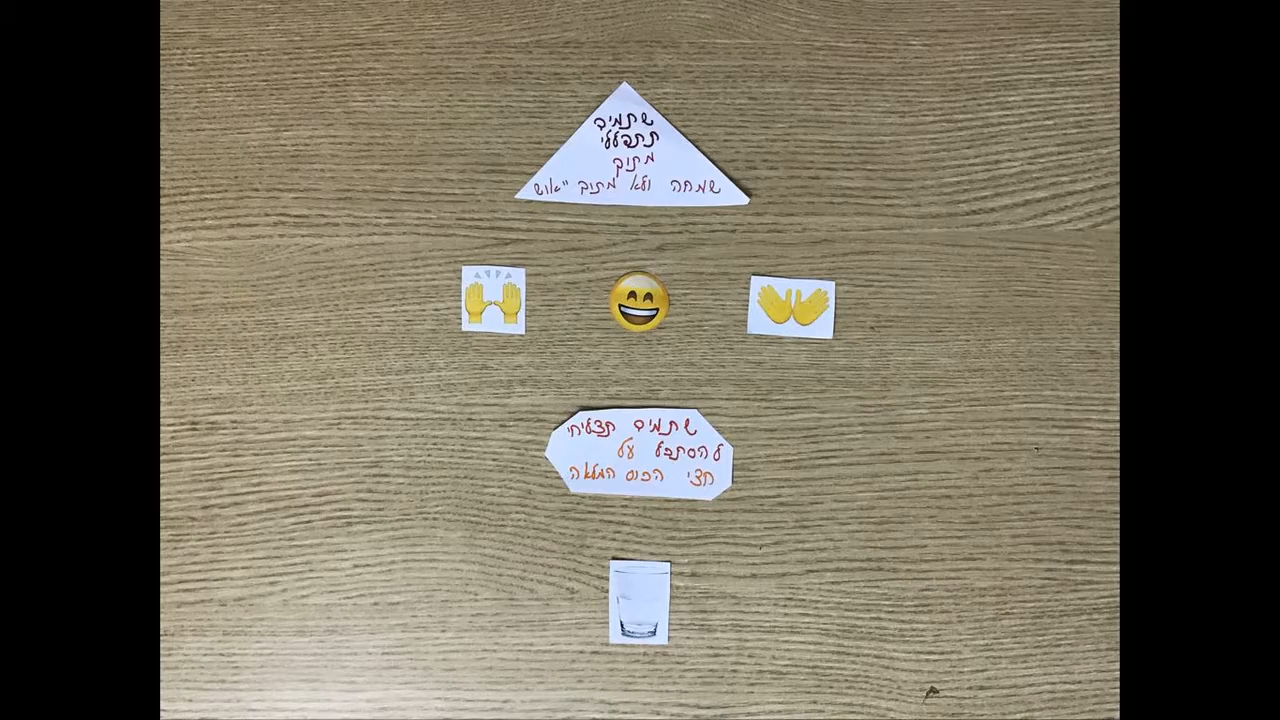 שתמיד
תתפללי
מתוך
שמחה ולא מתוך ייאוש
שתמיד תצליחי
להסתכל על
חצי הכוס המלאה